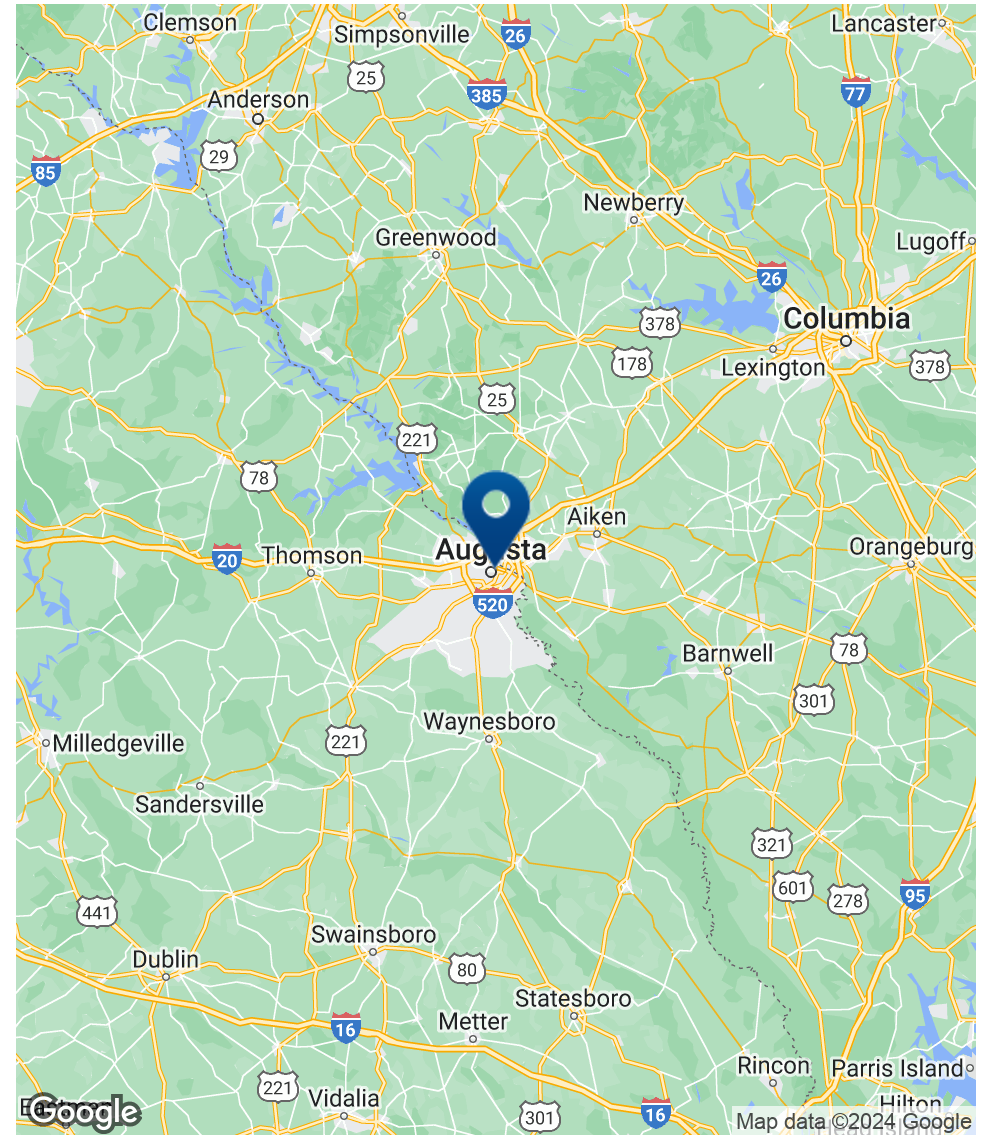 Clemson
Simpsonville
26
Lancaster
25
385
77
Anderson
29
85
Newberry
Greenwood
Lugoff
26
Columbia
378
178
Lexington
378
25
221
78
Aiken
Augusta
Orangeburg
20
Thomson
520
Barnwell
78
301
Waynesboro
221
Milledgeville
Sandersville
321
601
278
95
441
Swainsboro
Dublin
80
Statesboro
Metter
16
Rincon
Parris Island
221
Vidalia
Hilton
Head Island
Eastman
Google
301
16
Map data ©2024 Google